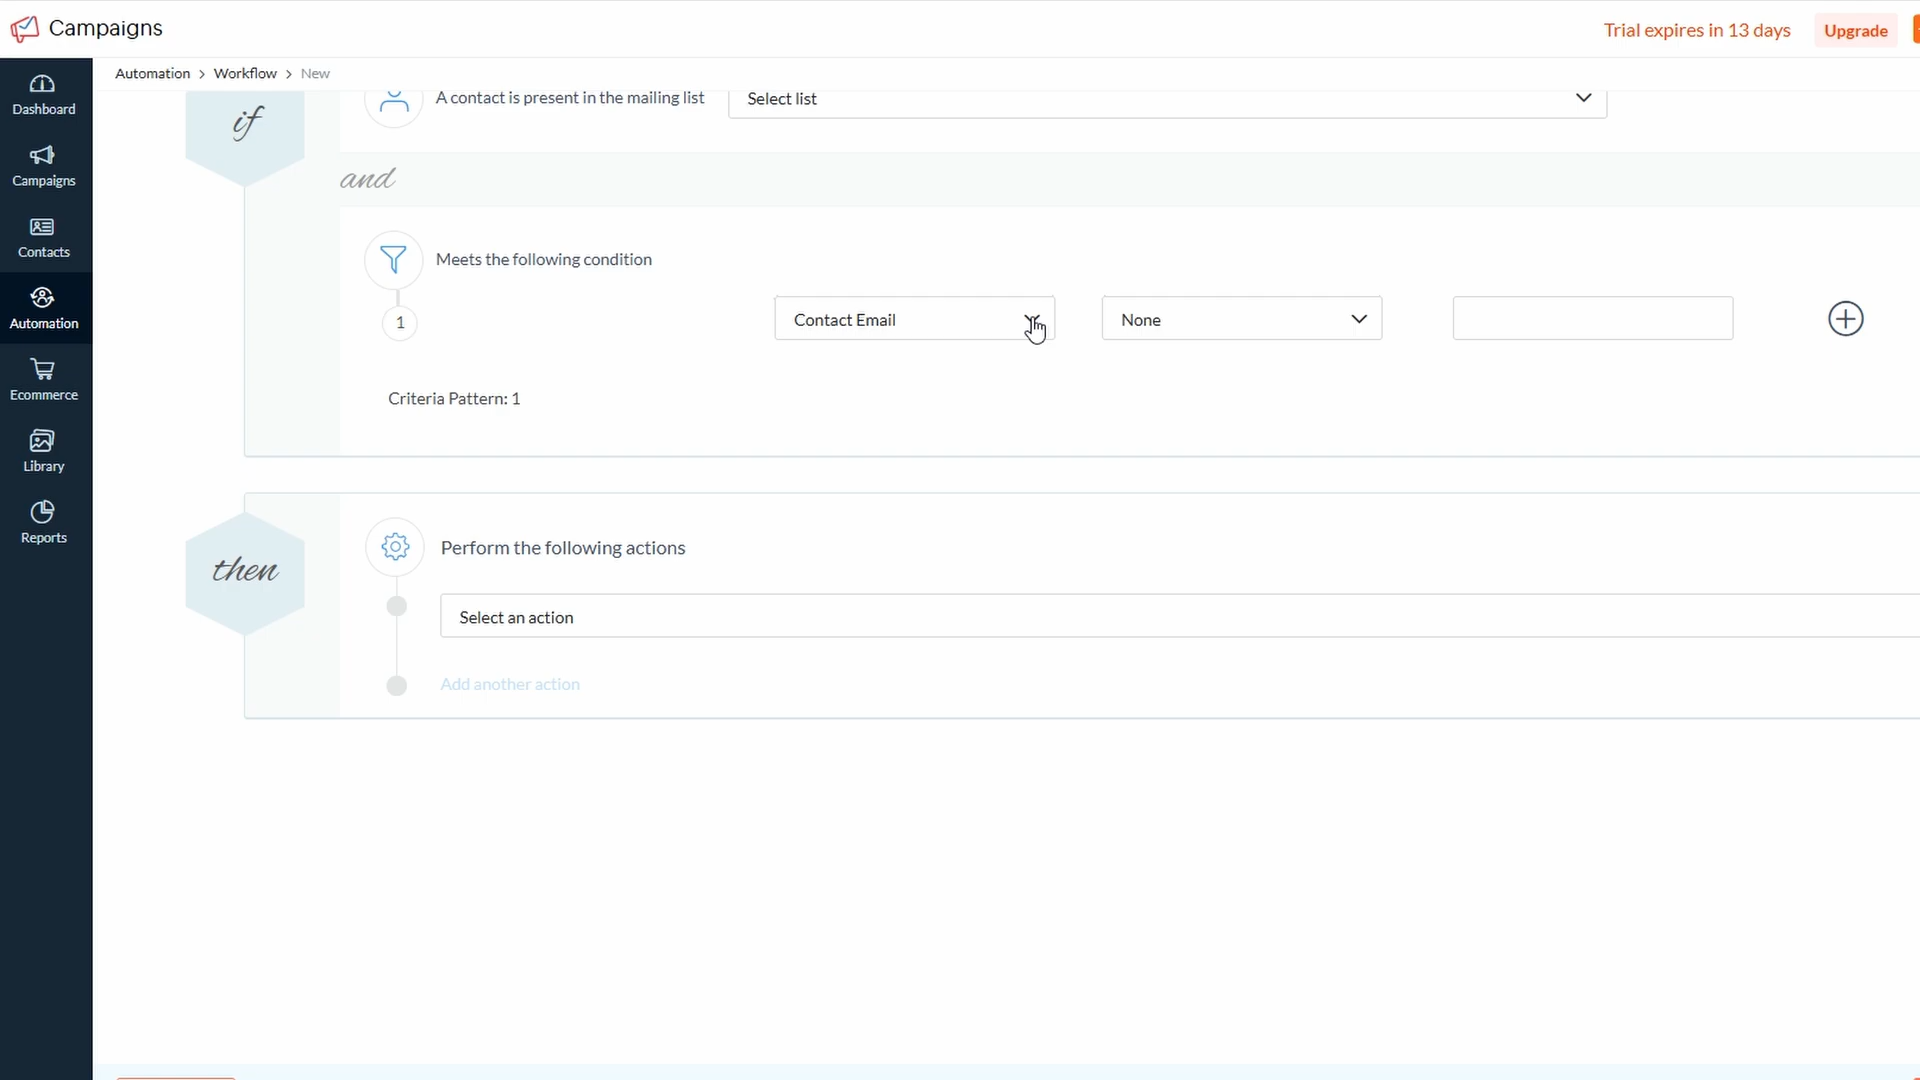 Campaigns
Trial expires in 13 days
Upgrade
Automation > Workflow > New
Dashboard
Campaigns
Contacts
Automation
Ecommerce
Library
Reports
if
A contact is present in the mailing list
Select list
and
Meets the following condition
1
Contact Email
None
Criteria Pattern: 1
then
Perform the following actions
Select an action
Add another action